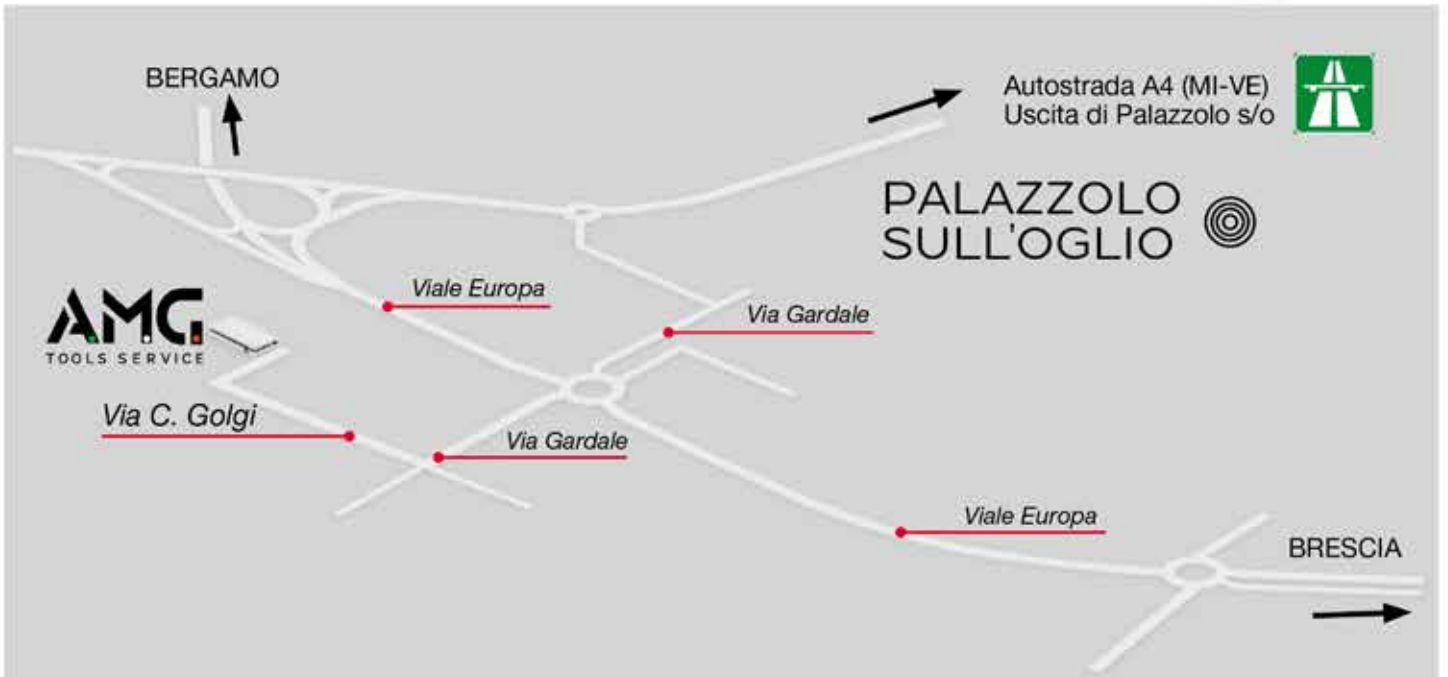 BERGAMO
Autostrada A4 (MI-VE)
Uscita di Palazzolo s/o
PALAZZOLO
SULL'OGLIO
Viale Europa
AMG
TOOLS SERVICE
Via Gardale
Via C. Golgi
Via Gardale
Viale Europa
BRESCIA